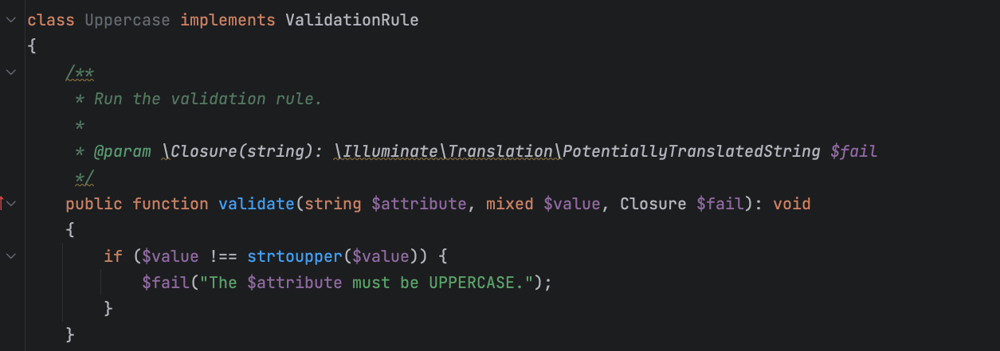 class Uppercase implements ValidationRule
{
    /**
     * Run the validation rule.
     *
     * @param \Closure(string): \Illuminate\Translation\PotentiallyTranslatedString $fail
     */
    public function validate(string $attribute, mixed $value, Closure $fail): void
    {
        if ($value !== strtoupper($value)) {
            $fail("The $attribute must be UPPERCASE.");
        }
    }